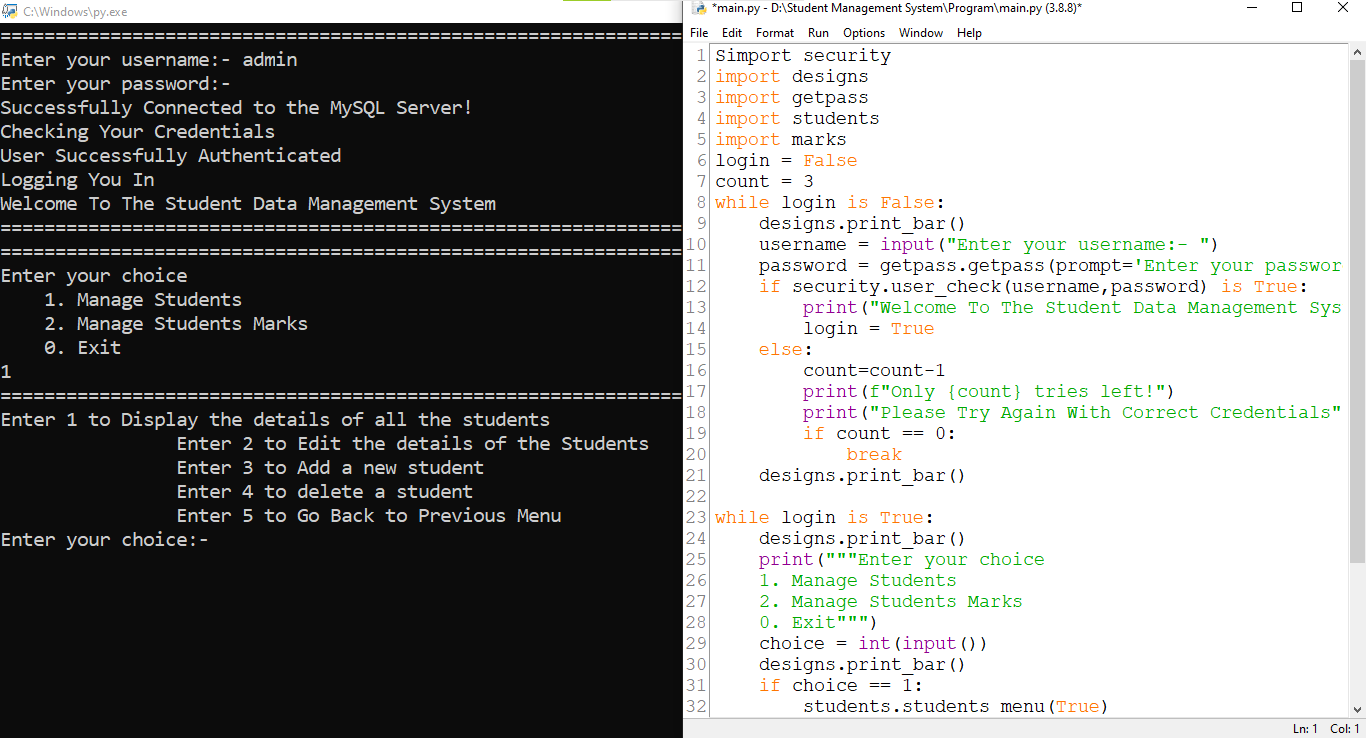 C:\Windows\py.exe
==============================================================
Enter your username:- admin
Enter your password:-
Successfully Connected to the MySQL Server!
Checking Your Credentials
User Successfully Authenticated
Logging You In
Welcome To The Student Data Management System
==============================================================
==============================================================
Enter your choice
    1. Manage Students
    2. Manage Students Marks
    0. Exit
1
==============================================================
Enter 1 to Display the details of all the students
                Enter 2 to Edit the details of the Students
                Enter 3 to Add a new student
                Enter 4 to delete a student
                Enter 5 to Go Back to Previous Menu
Enter your choice:-
*main.py - D:\Student Management System\Program\main.py (3.8.8)*
File Edit Format Run Options Window Help
1 Simport security
2 import designs
3 import getpass
4 import students
5 import marks
6 login = False
7 count = 3
8 while login is False:
9     designs.print_bar()
10     username = input("Enter your username:- ")
11     password = getpass.getpass(prompt='Enter your passwor
12     if security.user_check(username,password) is True:
13         print("Welcome To The Student Data Management Sys
14         login = True
15     else:
16         count=count-1
17         print(f"Only {count} tries left!")
18         print("Please Try Again With Correct Credentials"
19         if count == 0:
20             break
21     designs.print_bar()
22
23 while login is True:
24     designs.print_bar()
25     print("""Enter your choice
26     1. Manage Students
27     2. Manage Students Marks
28     0. Exit""")
29     choice = int(input())
30     designs.print_bar()
31     if choice == 1:
32         students.students_menu(True)
Ln: 1 Col: 1